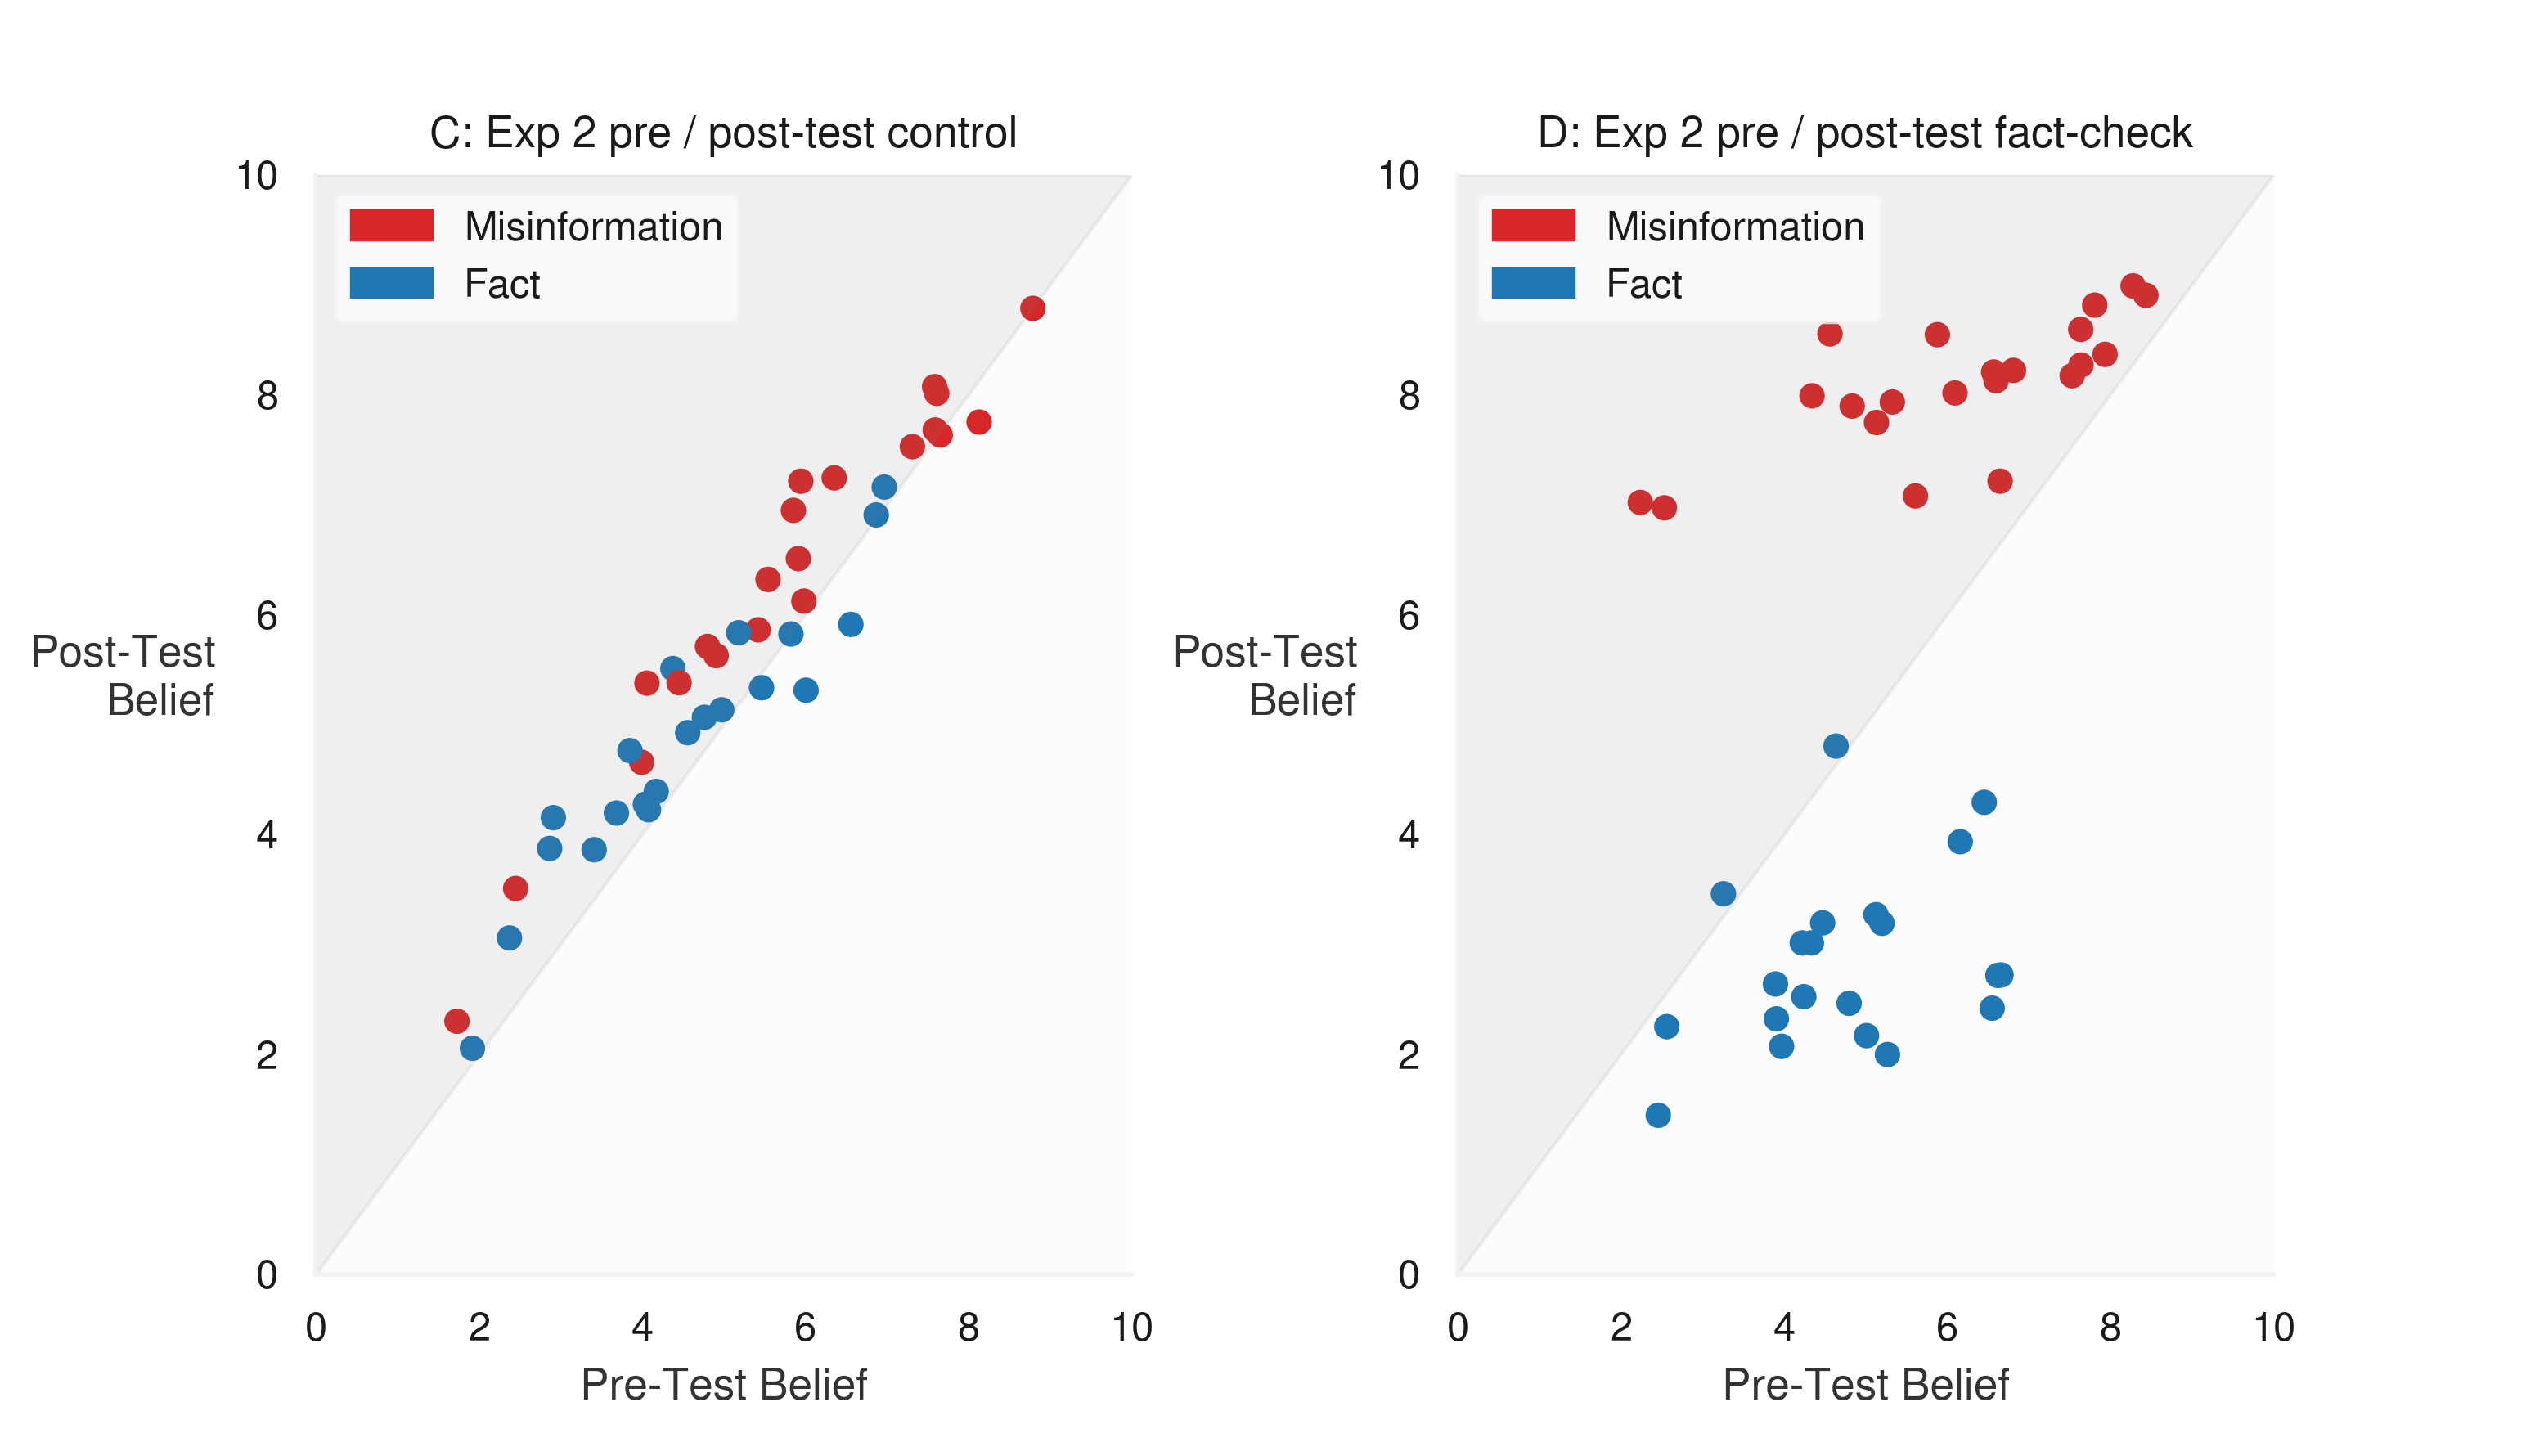 C: Exp 2 pre / post-test control
10
8
6
4
2
0
Misinformation
Fact
Post-Test
Belief
0 2 4 6 8 10
Pre-Test Belief
D: Exp 2 pre / post-test fact-check
10
8
6
4
2
0
Misinformation
Fact
Post-Test
Belief
0 2 4 6 8 10
Pre-Test Belief